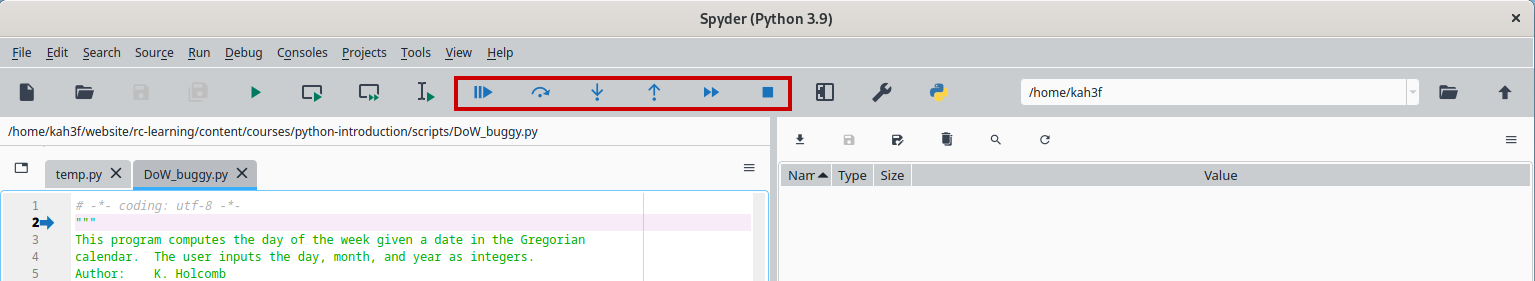 Spyder (Python 3.9)
File Edit Search Source Run Debug Consoles Projects Tools View Help
/home/kah3f
/home/kah3f/website/rc-learning/content/courses/python-introduction/scripts/DoW_buggy.py
temp.py DoW_buggy.py
Nam Type Size Value
1 # -*- coding: utf-8 -*-
2 """
3 This program computes the day of the week given a date in the Gregorian
4 calendar.  The user inputs the day, month, and year as integers.
5 Author:    K. Holcomb